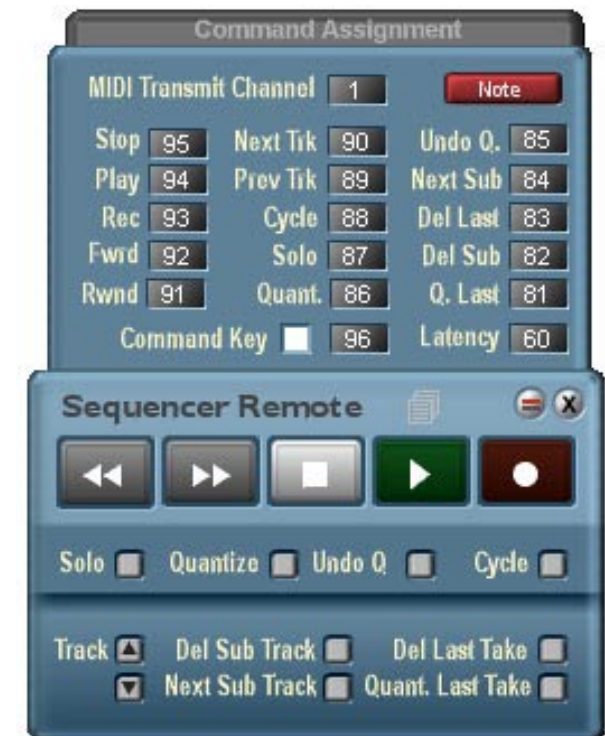 Command Assignment
MIDI Transmit Channel 1 Note
Stop 95 Next Trk 90 Undo Q. 85
Play 94 Prev Trk 89 Next Sub 84
Rec 93 Cycle 88 Del Last 83
Fwrd 92 Solo 87 Del Sub 82
Rwnd 91 Quant. 86 Q. Last 81
Command Key 96 Latency 60
Sequencer Remote X
Solo Quantize Undo Q Cycle
Track Del Sub Track Del Last Take
Next Sub Track Quant. Last Take